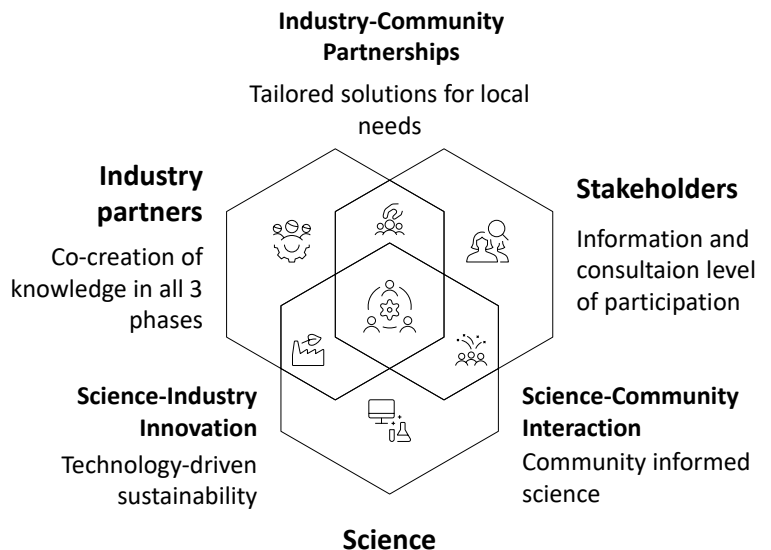 Industry-Community
Partnerships
Tailored solutions for local
needs
Industry
partners
Co-creation of
knowledge in all 3
phases
Stakeholders
Information and
consultaion level
of participation
Science-Industry
Innovation
Technology-driven
sustainability
Science-Community
Interaction
Community informed
science
Science